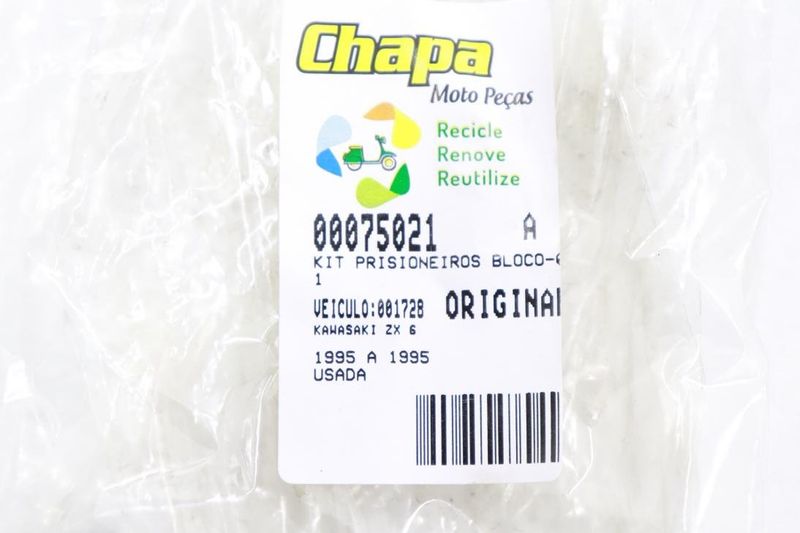 Chapa
Moto Peças
Recicle
Renove
Reutilize
00075021 A
KIT PRISIONEIROS BLOCO-
1
VEICULO:001728 ORIGINA
KAWASAKI ZX 6
1995 A 1995
USADA